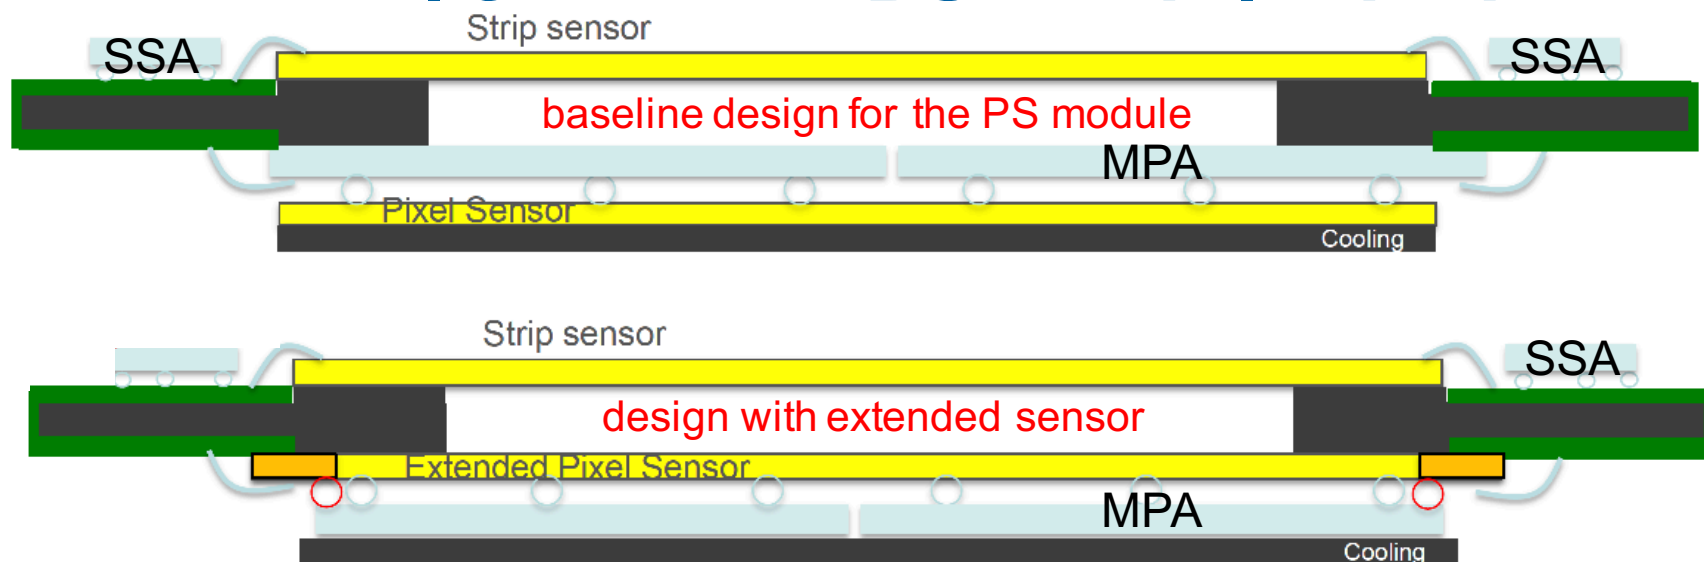 Strip sensor
SSA
SSA
baseline design for the PS module
MPA
Pixel Sensor
Cooling
Strip sensor
SSA
design with extended sensor
Extended Pixel Sensor
MPA
Cooling